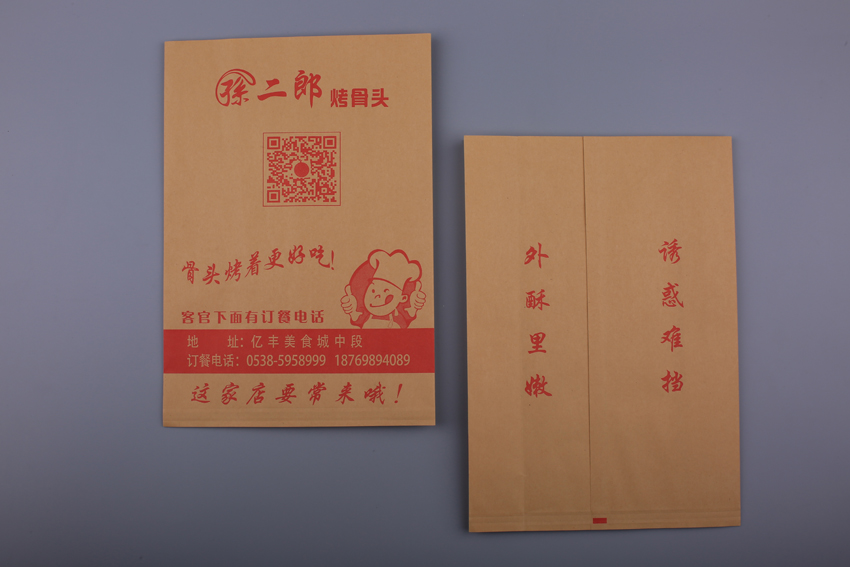 孫二郎 烤骨头
骨头烤着更好吃!
客官下面有订餐电话
地 址:亿丰美食城中段
订餐电话:0538-5958999 18769894089
这家店要常来哦!
诱惑难挡
外酥里嫩